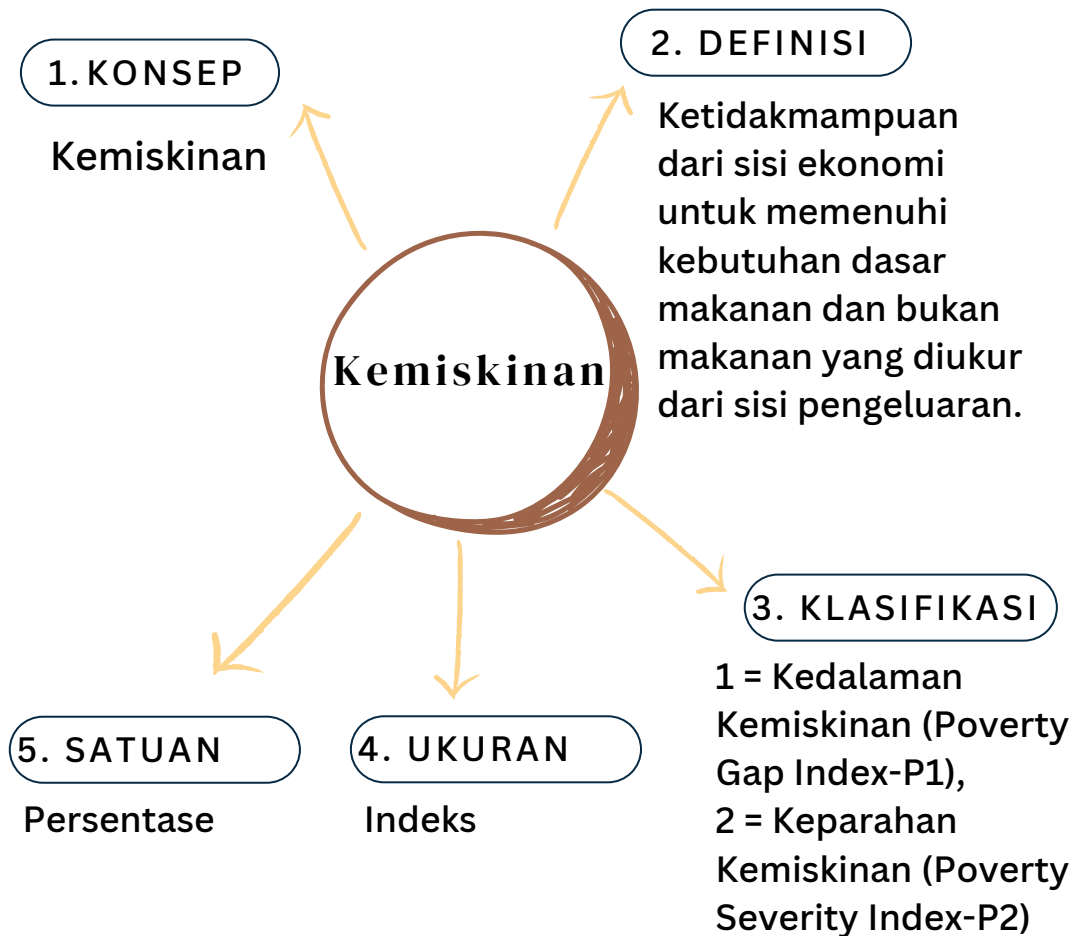 1. KONSEP
Kemiskinan
2. DEFINISI
Ketidakmampuan
dari sisi ekonomi
untuk memenuhi
kebutuhan dasar
makanan dan bukan
makanan yang diukur
dari sisi pengeluaran.
Kemiskinan
3. KLASIFIKASI
1 = Kedalaman
Kemiskinan (Poverty
Gap Index-P1),
2 = Keparahan
Kemiskinan (Poverty
Severity Index-P2)
4. UKURAN
Indeks
5. SATUAN
Persentase